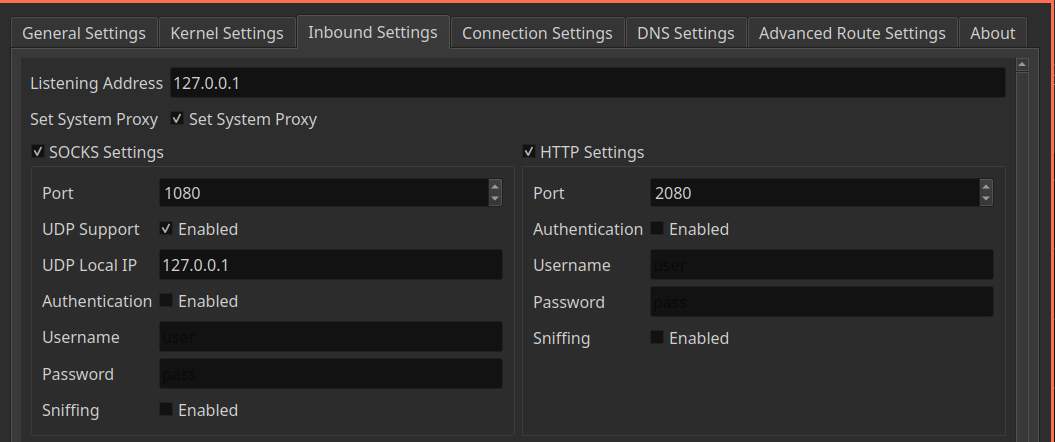 General Settings Kernel Settings Inbound Settings Connection Settings DNS Settings Advanced Route Settings About
Listening Address 127.0.0.1
Set System Proxy Set System Proxy
SOCKS Settings
Port 1080
UDP Support Enabled
UDP Local IP 127.0.0.1
Authentication Enabled
Username user
Password pass
Sniffing Enabled
HTTP Settings
Port 2080
Authentication Enabled
Username user
Password pass
Sniffing Enabled